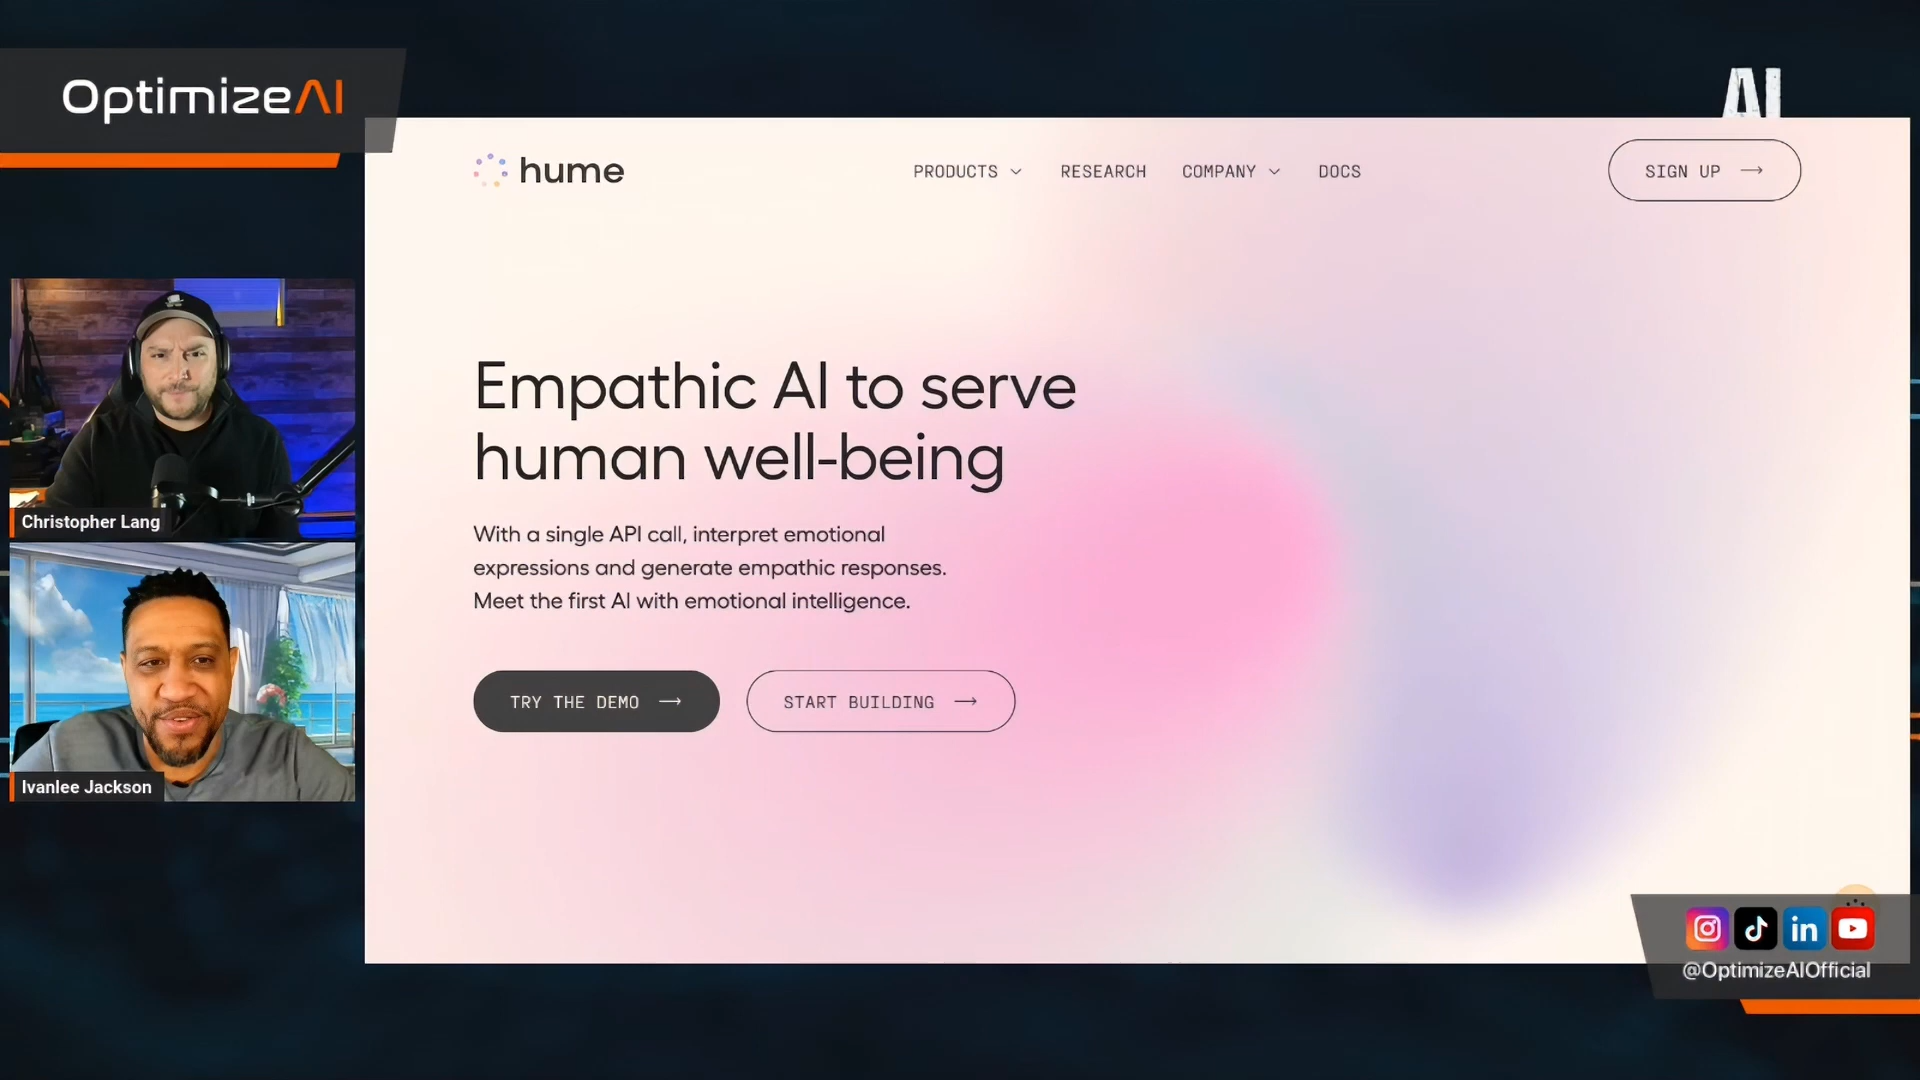 OptimizeAI
AI
hume
PRODUCTS
RESEARCH
COMPANY
DOCS
SIGN UP
Empathic AI to serve
human well-being
With a single API call, interpret emotional
expressions and generate empathic responses.
Meet the first AI with emotional intelligence.
TRY THE DEMO
START BUILDING
Christopher Lang
Ivanlee Jackson
in
@OptimizeAIOfficial